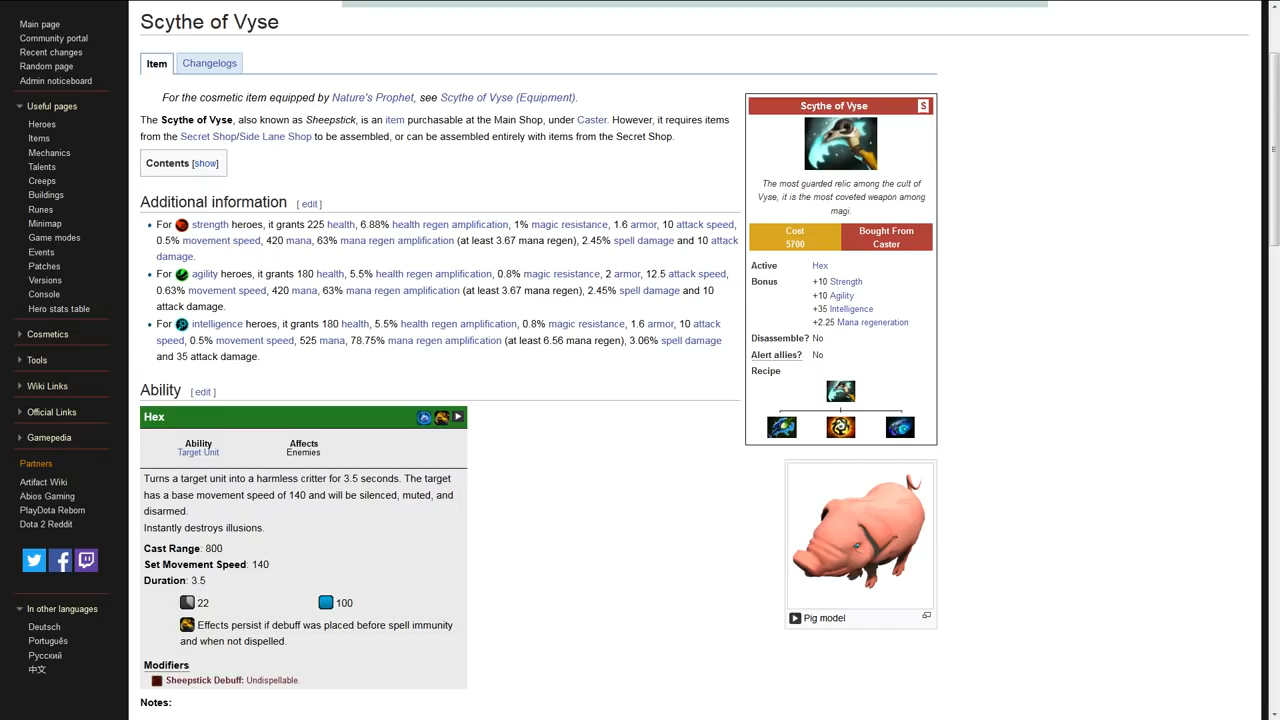 Main page
Community portal
Recent changes
Random page
Admin noticeboard
Useful pages
Heroes
Items
Mechanics
Talents
Creeps
Buildings
Runes
Minimap
Game modes
Events
Patches
Versions
Console
Hero stats table
Cosmetics
Tools
Wiki Links
Official Links
Gamepedia
Partners
Artifact Wiki
Abios Gaming
PlayDota Reborn
Dota 2 Reddit
In other languages
Deutsch
Português
Русский
中文
Scythe of Vyse
Item
Changelogs
For the cosmetic item equipped by Nature's Prophet, see Scythe of Vyse (Equipment).
The Scythe of Vyse, also known as Sheepstick, is an item purchasable at the Main Shop, under Caster. However, it requires items
from the Secret Shop/Side Lane Shop to be assembled, or can be assembled entirely with items from the Secret Shop.
Contents [show]
Additional information [ edit ]
For strength heroes, it grants 225 health, 6.88% health regen amplification, 1% magic resistance, 1.6 armor, 10 attack speed,
0.5% movement speed, 420 mana, 63% mana regen amplification (at least 3.67 mana regen), 2.45% spell damage and 10 attack
damage.
For agility heroes, it grants 180 health, 5.5% health regen amplification, 0.8% magic resistance, 2 armor, 12.5 attack speed,
0.63% movement speed, 420 mana, 63% mana regen amplification (at least 3.67 mana regen), 2.45% spell damage and 10
attack damage.
For intelligence heroes, it grants 180 health, 5.5% health regen amplification, 0.8% magic resistance, 1.6 armor, 10 attack
speed, 0.5% movement speed, 525 mana, 78.75% mana regen amplification (at least 6.56 mana regen), 3.06% spell damage
and 35 attack damage.
Ability [ edit ]
Hex
Ability
Target Unit
Affects
Enemies
Turns a target unit into a harmless critter for 3.5 seconds. The target
has a base movement speed of 140 and will be silenced, muted, and
disarmed.
Instantly destroys illusions.
Cast Range: 800
Set Movement Speed: 140
Duration: 3.5
22
100
Effects persist if debuff was placed before spell immunity
and when not dispelled.
Modifiers
Sheepstick Debuff: Undispellable.
Notes:
Scythe of Vyse
S
The most guarded relic among the cult of
Vyse, it is the most coveted weapon among
magi.
Cost
5700
Bought From
Caster
Active Hex
Bonus +10 Strength
+10 Agility
+35 Intelligence
+2.25 Mana regeneration
Disassemble? No
Alert allies? No
Recipe
Pig model